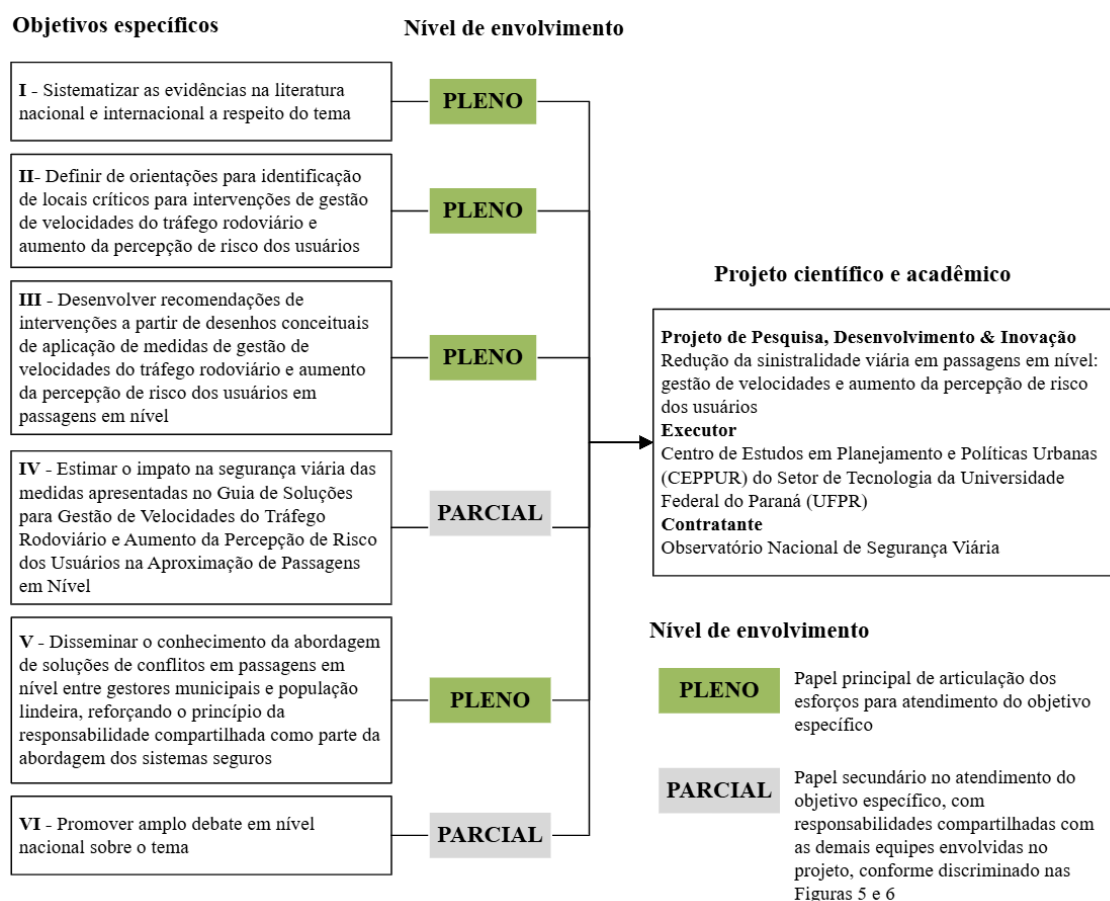 Objetivos específicos
Nível de envolvimento
I - Sistematizar as evidências na literatura
nacional e internacional a respeito do tema
PLENO
II- Definir de orientações para identificação
de locais críticos para intervenções de gestão
de velocidades do tráfego rodoviário e
aumento da percepção de risco dos usuários
PLENO
III - Desenvolver recomendações de
intervenções a partir de desenhos conceituais
de aplicação de medidas de gestão de
velocidades do tráfego rodoviário e aumento
da percepção de risco dos usuários em
passagens em nível
PLENO
IV - Estimar o impato na segurança viária das
medidas apresentadas no Guia de Soluções
para Gestão de Velocidades do Tráfego
Rodoviário e Aumento da Percepção de Risco
dos Usuários na Aproximação de Passagens
em Nível
PARCIAL
V - Disseminar o conhecimento da abordagem
de soluções de conflitos em passagens em
nível entre gestores municipais e população
lindeira, reforçando o princípio da
responsabilidade compartilhada como parte da
abordagem dos sistemas seguros
PLENO
VI - Promover amplo debate em nível
nacional sobre o tema
PARCIAL
Projeto científico e acadêmico
Projeto de Pesquisa, Desenvolvimento & Inovação
Redução da sinistralidade viária em passagens em nível:
gestão de velocidades e aumento da percepção de risco
dos usuários
Executor
Centro de Estudos em Planejamento e Políticas Urbanas
(CEPPUR) do Setor de Tecnologia da Universidade
Federal do Paraná (UFPR)
Contratante
Observatório Nacional de Segurança Viária
Nível de envolvimento
PLENO
Papel principal de articulação dos
esforços para atendimento do objetivo
específico
PARCIAL
Papel secundário no atendimento do
objetivo específico, com
responsabilidades compartilhadas com
as demais equipes envolvidas no
projeto, conforme discriminado nas
Figuras 5 e 6